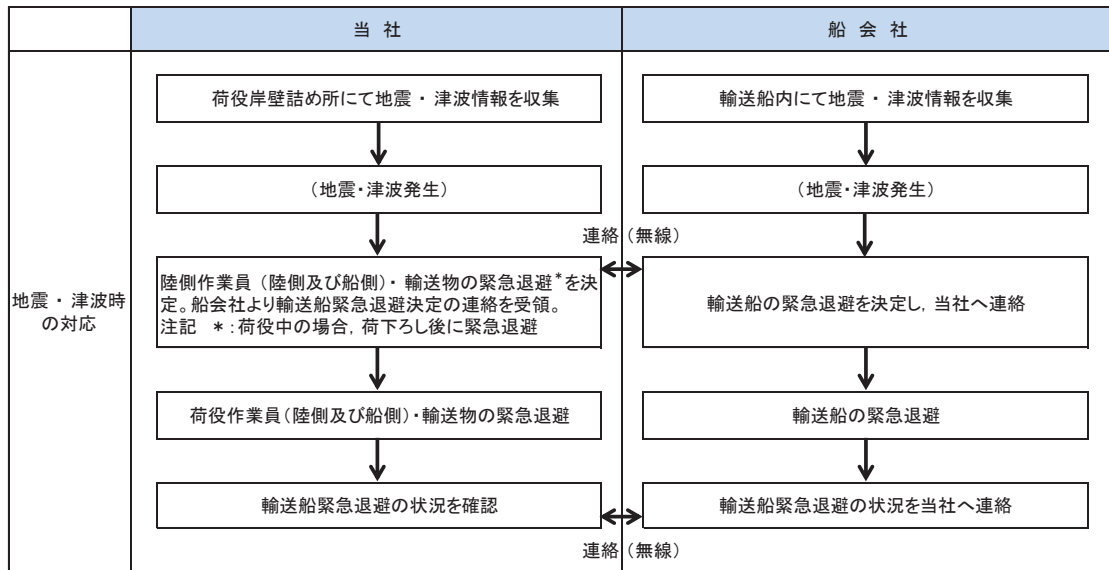 当 社
船 会 社
地震 ・ 津波時
の対応
荷役岸壁詰め所にて地震 ・ 津波情報を収集
輸送船内にて地震 ・ 津波情報を収集
（地震・津波発生）
（地震・津波発生）
連絡 （無線）
陸側作業員 （陸側及び船側）・ 輸送物の緊急退避*を決
定。船会社より輸送船緊急退避決定の連絡を受領。
注記 ＊：荷役中の場合，荷下ろし後に緊急退避
輸送船の緊急退避を決定し，当社へ連絡
荷役作業員（陸側及び船側）・輸送物の緊急退避
輸送船の緊急退避
輸送船緊急退避の状況を確認
輸送船緊急退避の状況を当社へ連絡
連絡 （無線）